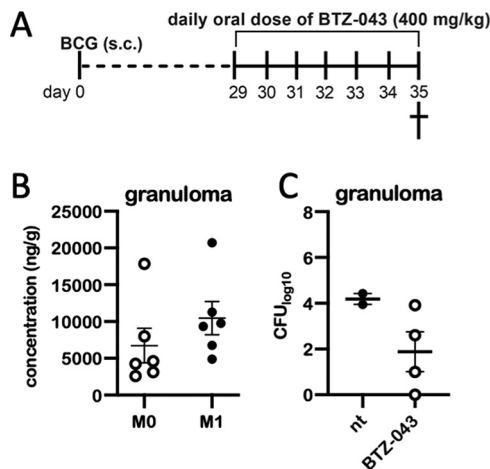 A
daily oral dose of BTZ-043 (400 mg/kg)
BCG (s.c.)
day 0 29 30 31 32 33 34 35
B
granuloma
concentration (ng/g)
25000
20000
15000
10000
5000
0
M0 M1
C
granuloma
CFUlog10
8
6
4
2
0
nt BTZ-043